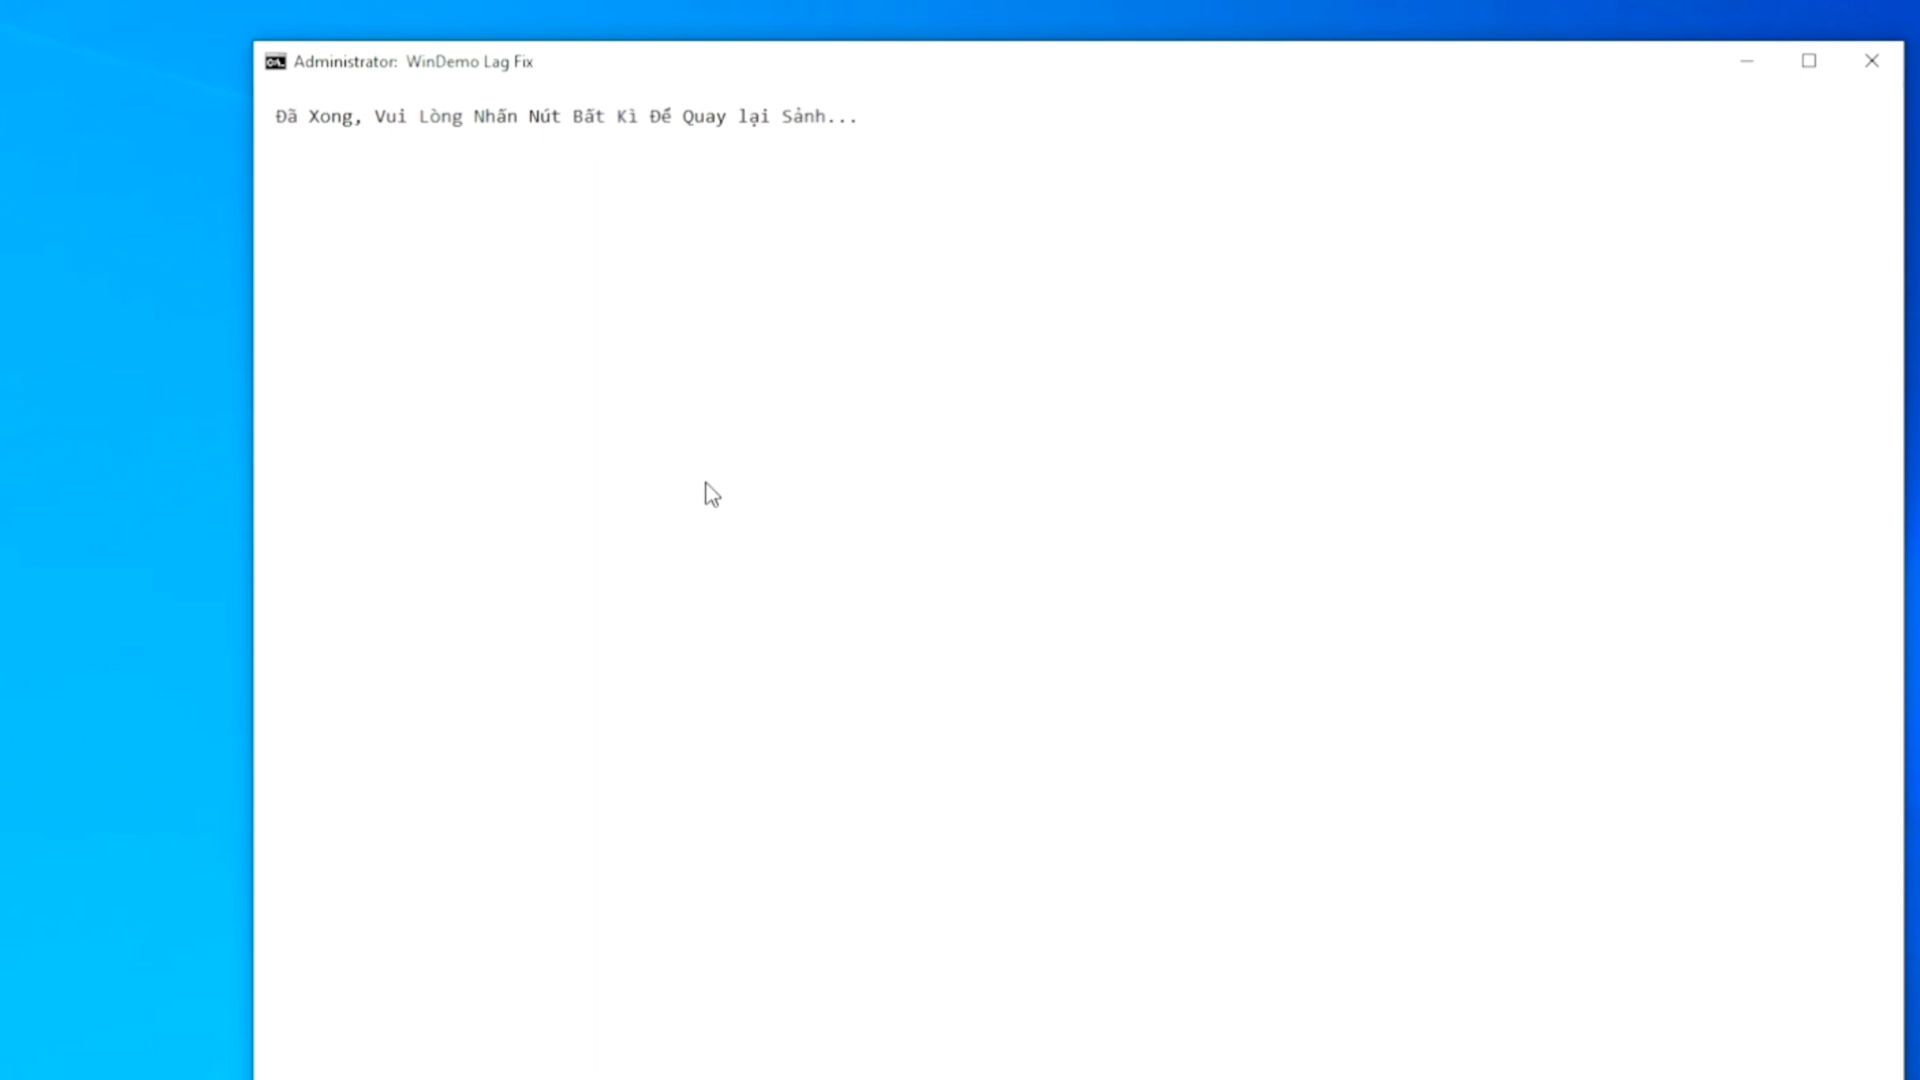 Administrator: WinDemo Lag Fix
Đã Xong, Vui Lòng Nhấn Nút Bất Kì Để Quay lại Sảnh...